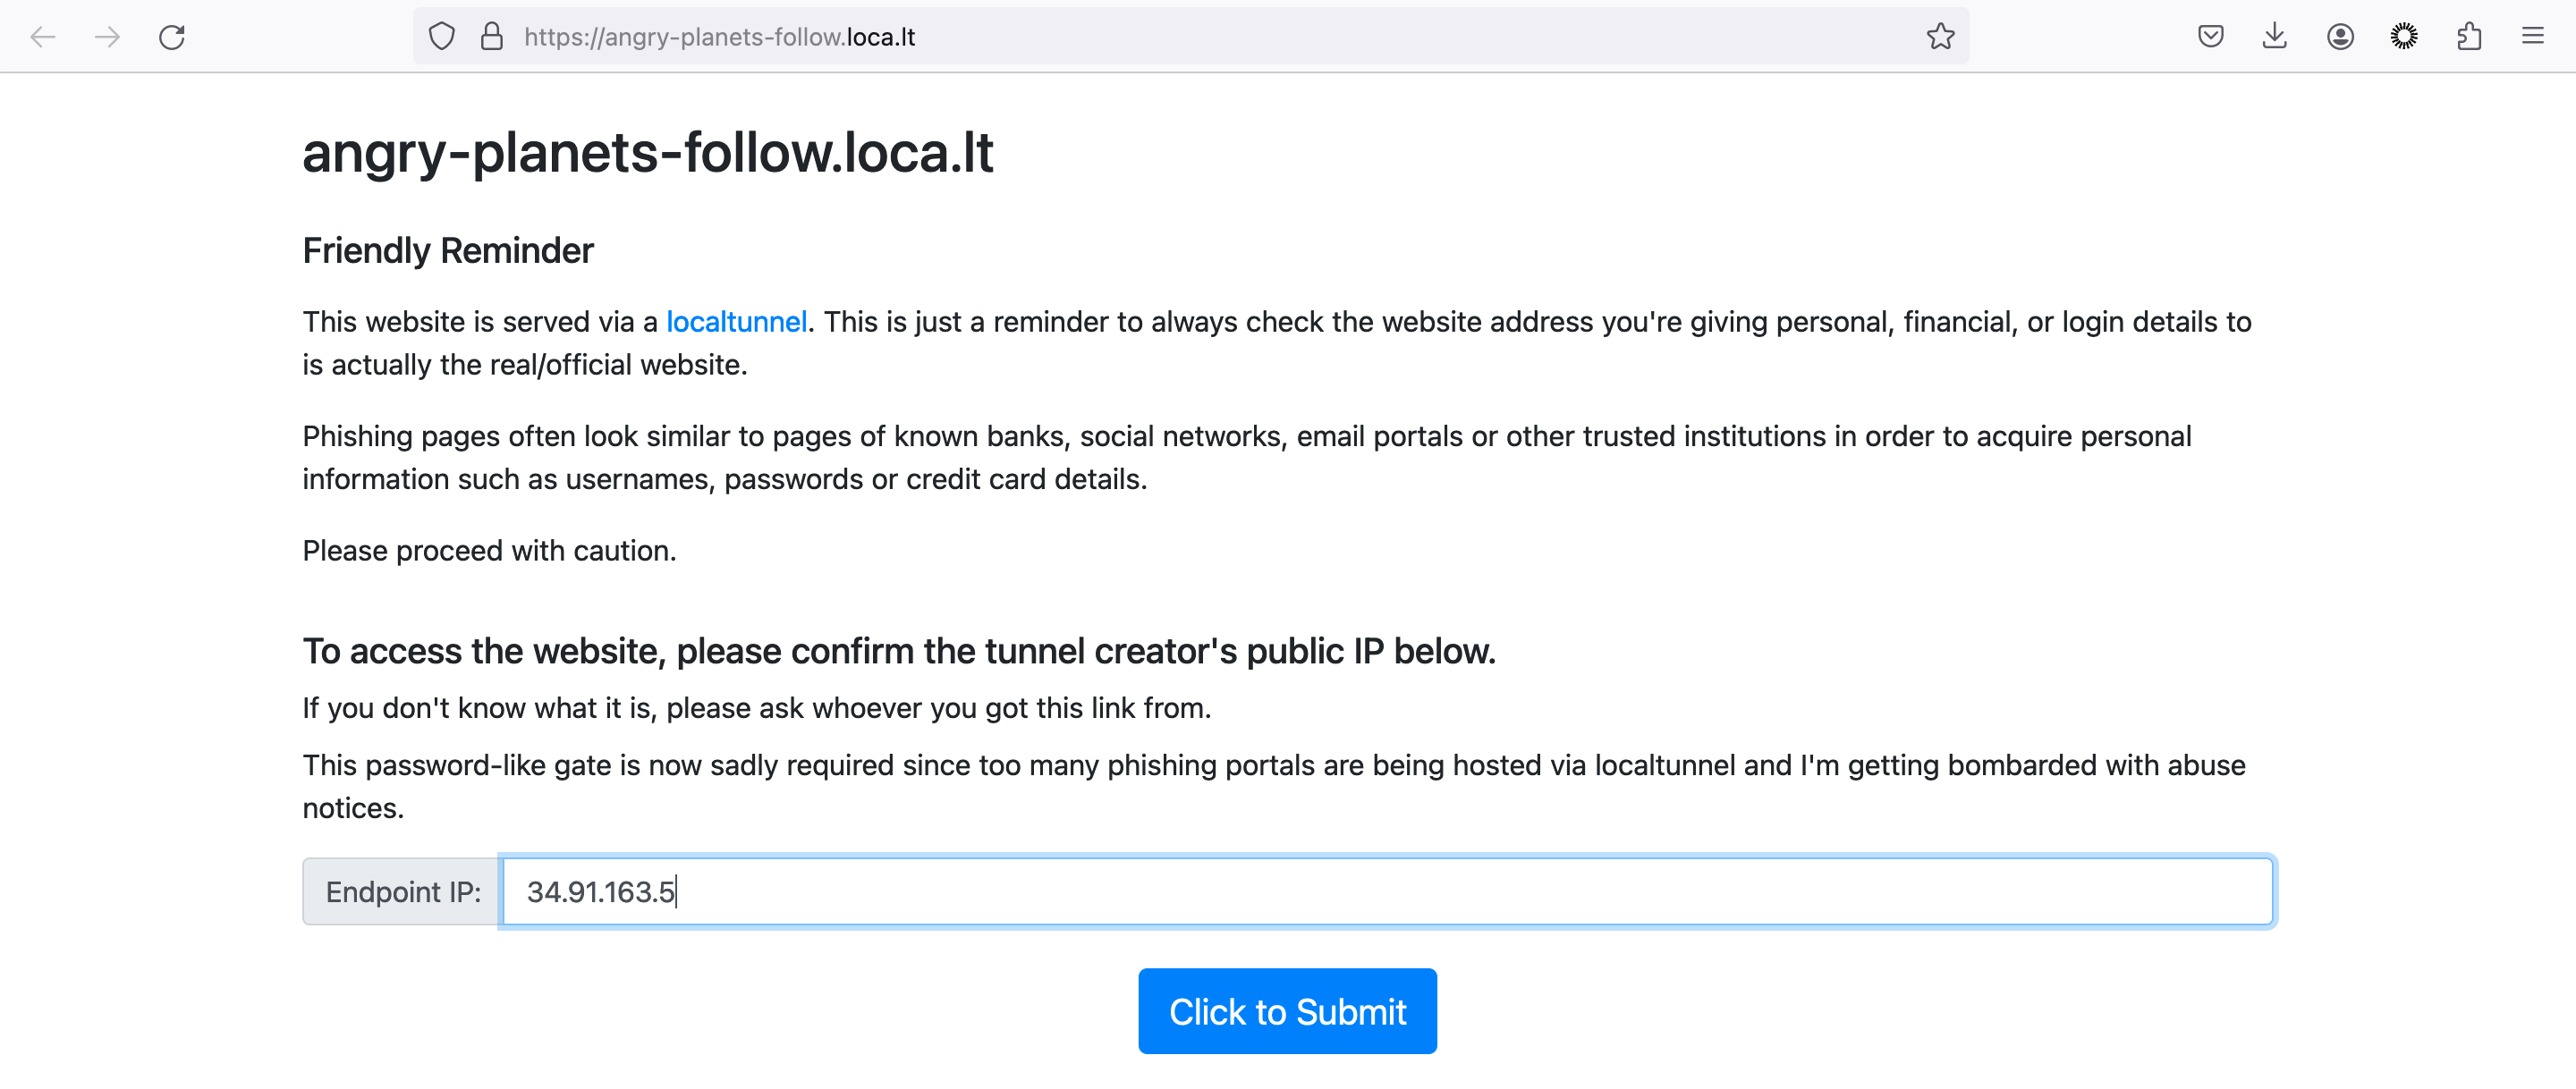 https://angry-planets-follow.loca.lt
angry-planets-follow.loca.lt
Friendly Reminder
This website is served via a localtunnel. This is just a reminder to always check the website address you're giving personal, financial, or login details to
is actually the real/official website.
Phishing pages often look similar to pages of known banks, social networks, email portals or other trusted institutions in order to acquire personal
information such as usernames, passwords or credit card details.
Please proceed with caution.
To access the website, please confirm the tunnel creator's public IP below.
If you don't know what it is, please ask whoever you got this link from.
This password-like gate is now sadly required since too many phishing portals are being hosted via localtunnel and I'm getting bombarded with abuse
notices.
Endpoint IP: 34.91.163.5
Click to Submit